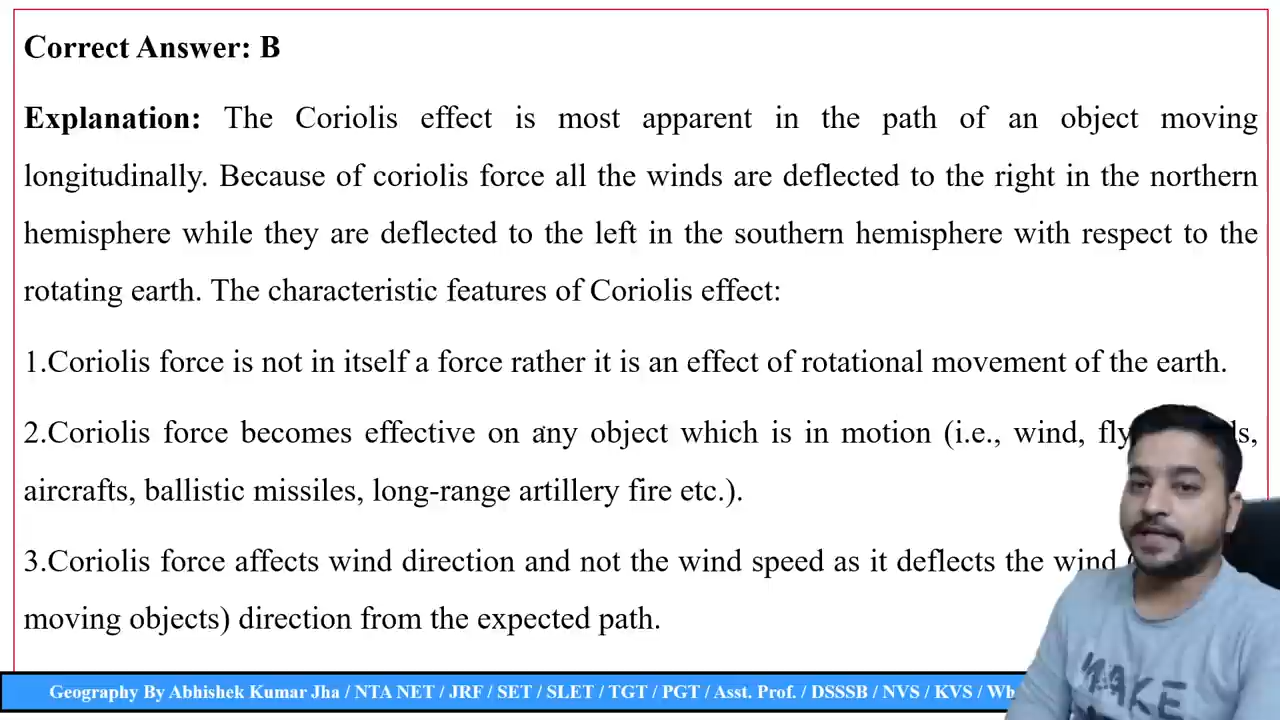 Correct Answer: B
Explanation: The Coriolis effect is most apparent in the path of an object moving
longitudinally. Because of coriolis force all the winds are deflected to the right in the northern
hemisphere while they are deflected to the left in the southern hemisphere with respect to the
rotating earth. The characteristic features of Coriolis effect:
1.Coriolis force is not in itself a force rather it is an effect of rotational movement of the earth.
2.Coriolis force becomes effective on any object which is in motion (i.e., wind,
aircrafts, ballistic missiles, long-range artillery fire etc.).
3.Coriolis force affects wind direction and not the wind speed as it deflects the wind
moving objects) direction from the expected path.
Geography By Abhishek Kumar Jha / NTA NET / JRF / SET / SLET / TGT / PGT / Asst. Prof. / DSSSB / NVS / KVS /
MAKE